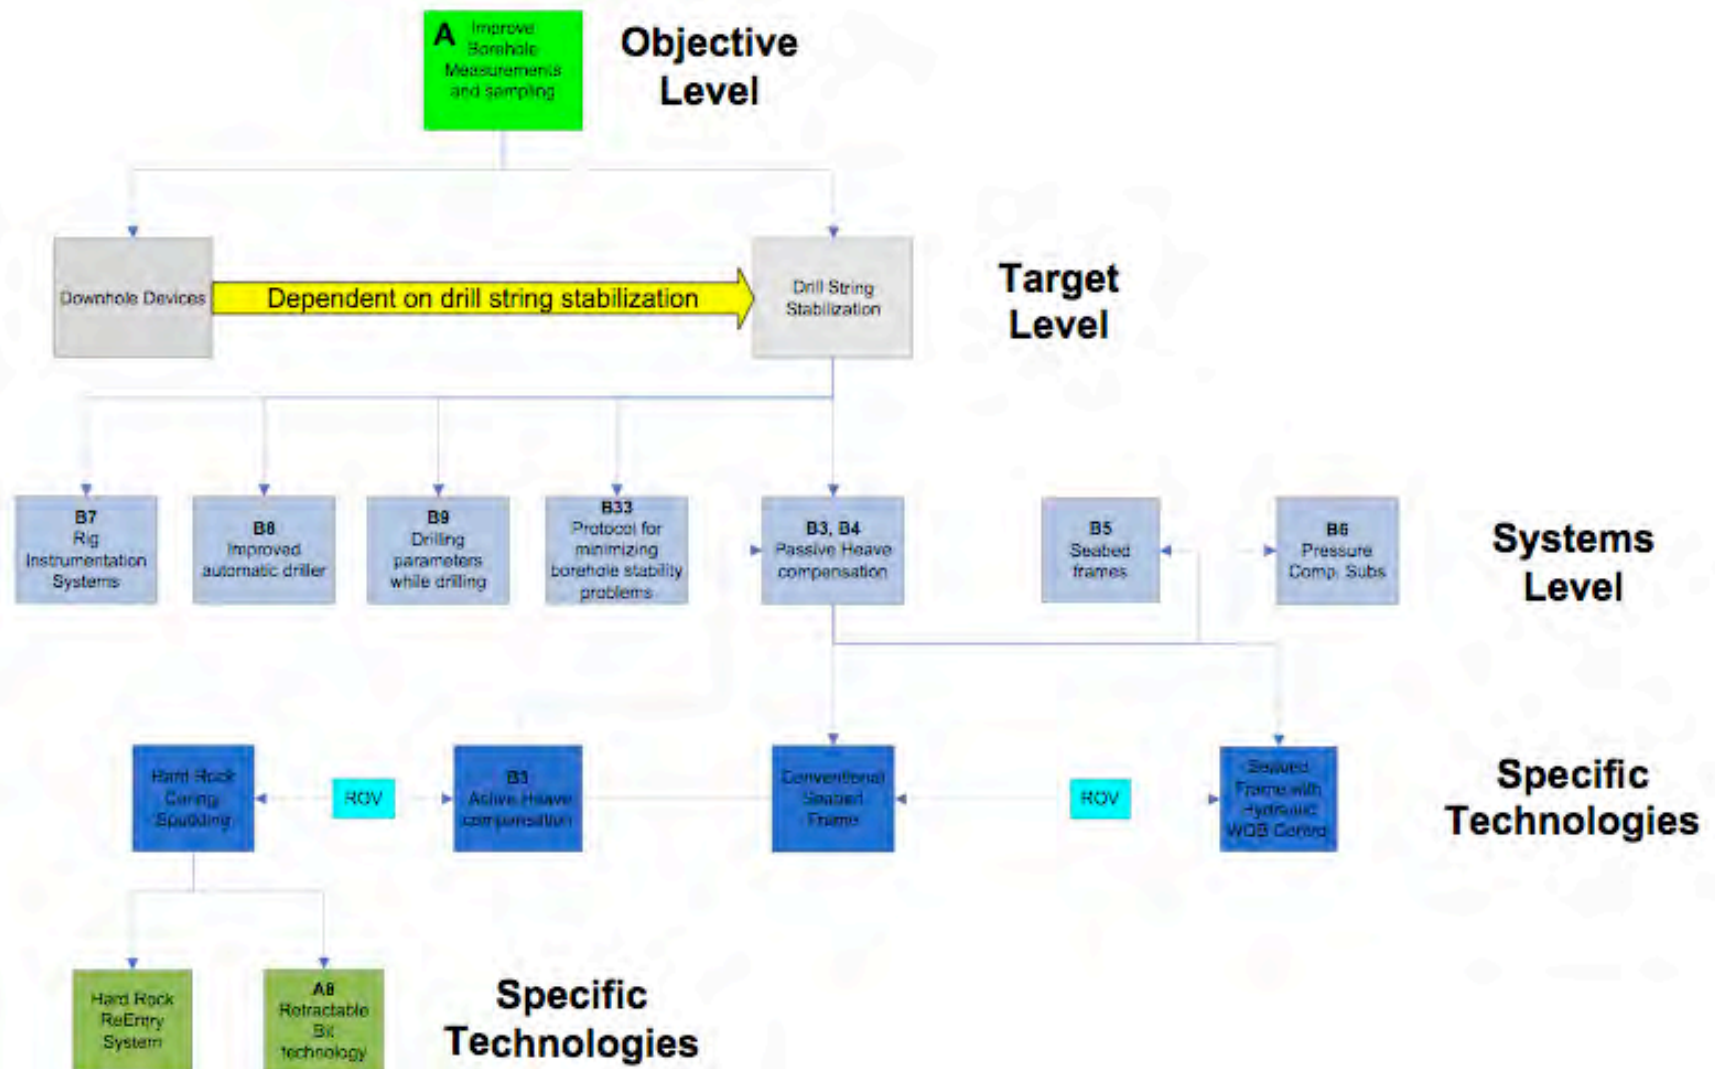 A Improve
Borehole
Measurements
and sampling
Objective
Level
Downhole Devices
Dependent on drill string stabilization
Drill String
Stabilization
Target
Level
B7
Rig
Instrumentation
Systems
B8
Improved
automatic driller
B9
Drilling
parameters
while drilling
B33
Protocol for
minimizing
borehole stability
problems
B3, B4
Passive Heave
compensation
B5
Seabed
frames
B6
Pressure
Comp. Subs
Systems
Level
Hard Rock
Coring,
Spudding
ROV
B3
Active Heave
compensation
Conventional
Seabed
Frame
ROV
Seabed
Frame with
Hydraulic
WOB Control
Specific
Technologies
Hard Rock
ReEntry
System
A8
Retractable
Bit
technology
Specific
Technologies